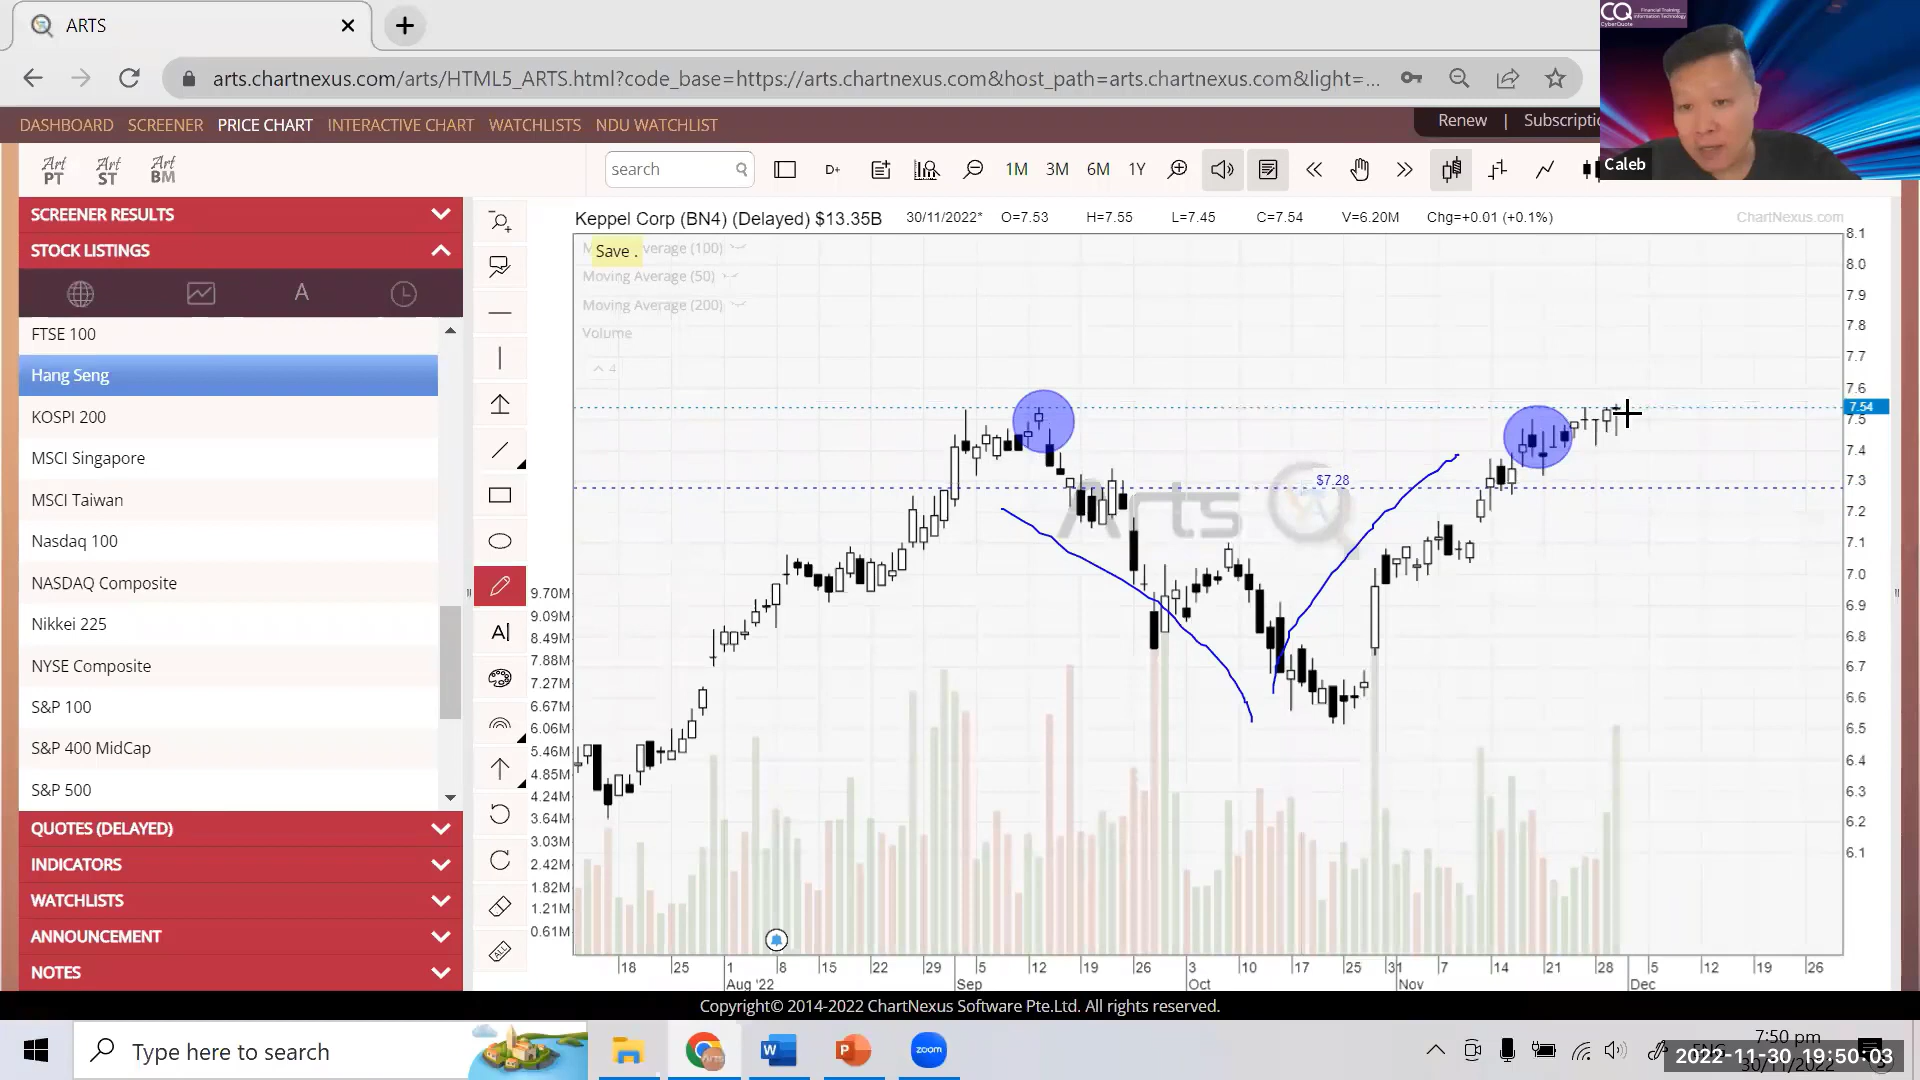 ARTS
arts.chartnexus.com/arts/HTML5_ARTS.html?code_base=https://arts.chartnexus.com&host_path=arts.chartnexus.com&light=...
CQ Financial Training
Information Technology
CyberQuote
Caleb
DASHBOARD SCREENER PRICE CHART INTERACTIVE CHART WATCHLISTS NDU WATCHLIST
Renew | Subscriptio
Art PT Art ST Art BM
search D+ 1M 3M 6M 1Y
SCREENER RESULTS
STOCK LISTINGS
A
FTSE 100
Hang Seng
KOSPI 200
MSCI Singapore
MSCI Taiwan
Nasdaq 100
NASDAQ Composite
Nikkei 225
NYSE Composite
S&P 100
S&P 400 MidCap
S&P 500
QUOTES (DELAYED)
INDICATORS
WATCHLISTS
ANNOUNCEMENT
NOTES
A|
ALL
Keppel Corp (BN4) (Delayed) $13.35B 30/11/2022* O=7.53 H=7.55 L=7.45 C=7.54 V=6.20M Chg=+0.01 (+0.1%) ChartNexus.com
Save .
M verage (100)
Moving Average (50)
Moving Average (200)
Volume
4
$7.28
Arts
8.1
8.0
7.9
7.8
7.7
7.6
7.54
7.5
7.4
7.3
7.2
7.1
7.0
6.9
6.8
6.7
6.6
6.5
6.4
6.3
6.2
6.1
9.70M
9.09M
8.49M
7.88M
7.27M
6.67M
6.06M
5.46M
4.85M
4.24M
3.64M
3.03M
2.42M
1.82M
1.21M
0.61M
18 25 1 8 15 22 29 5 12 19 26 3 10 17 25 31 7 14 21 28 5 12 19 26
Aug '22 Sep Oct Nov Dec
Copyright© 2014-2022 ChartNexus Software Pte.Ltd. All rights reserved.
Type here to search
W
P
zoom
7:50 pm
2022-11-30 19:50:03